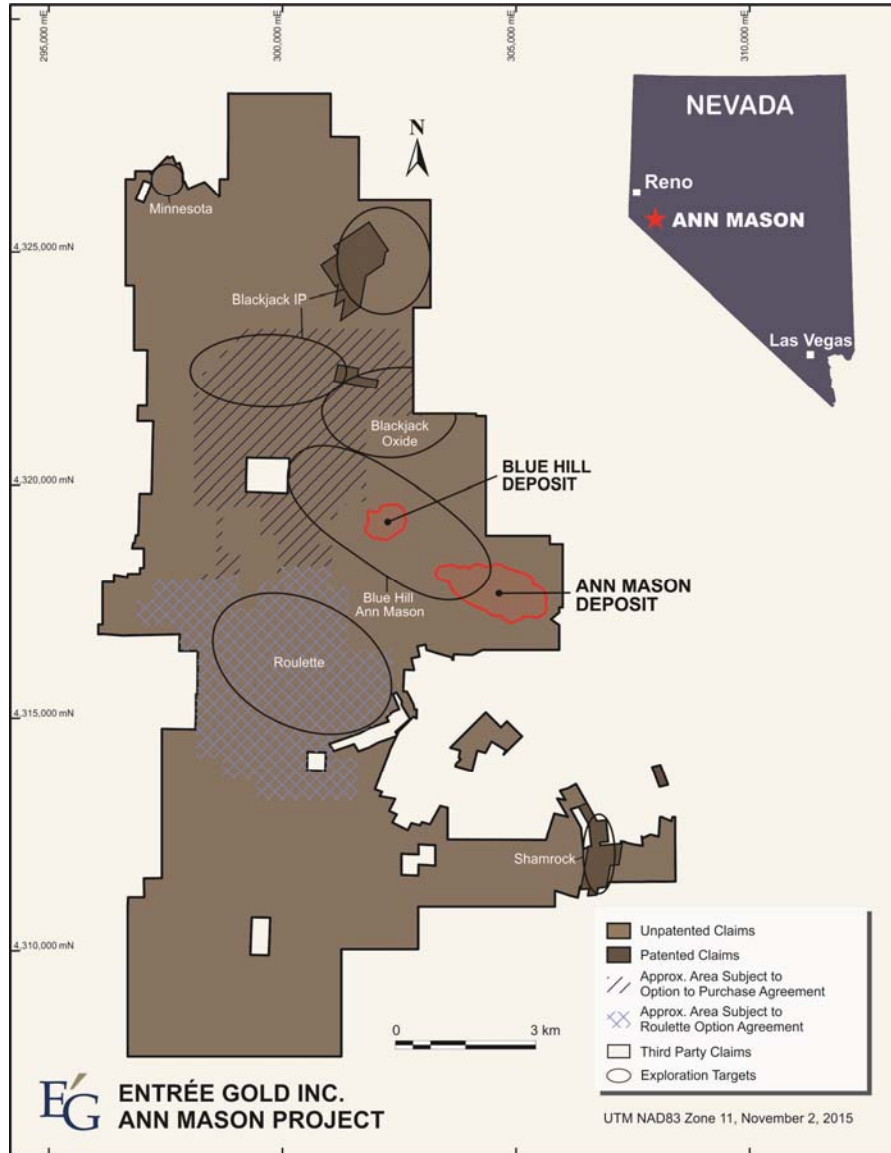 295,000 mE
300,000 mE
305,000 mE
310,000 mE
N
NEVADA
Reno
ANN MASON
Las Vegas
Minnesota
4,325,000 mN
Blackjack IP
Blackjack
Oxide
4,320,000 mN
BLUE HILL
DEPOSIT
ANN MASON
DEPOSIT
Blue Hill
Ann Mason
Roulette
4,315,000 mN
Shamrock
4,310,000 mN
Unpatented Claims
Patented Claims
Approx. Area Subject to
Option to Purchase Agreement
Approx. Area Subject to
Roulette Option Agreement
Third Party Claims
Exploration Targets
0 3 km
EG
ENTRÉE GOLD INC.
ANN MASON PROJECT
UTM NAD83 Zone 11, November 2, 2015